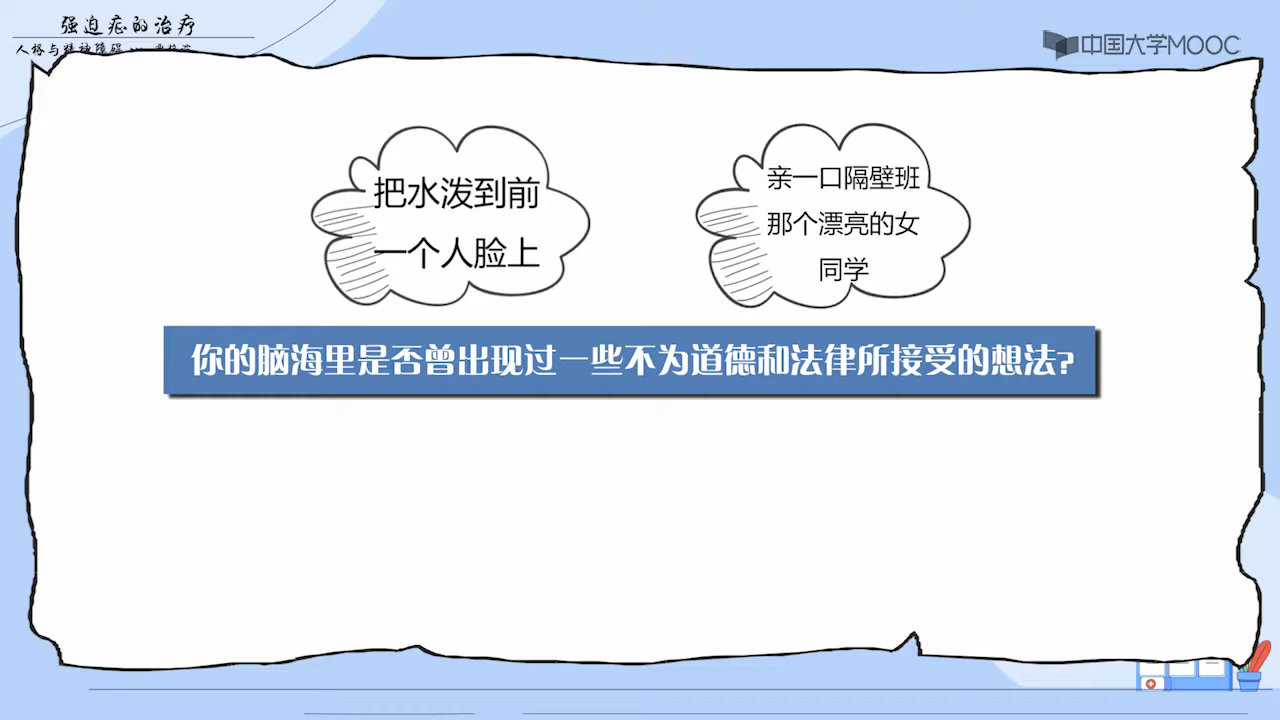 强迫症的治疗
人格与精神障碍
中国大学MOOC
把水泼到前
一个人脸上
亲一口隔壁班
那个漂亮的女
同学
你的脑海里是否曾出现过一些不为道德和法律所接受的想法?